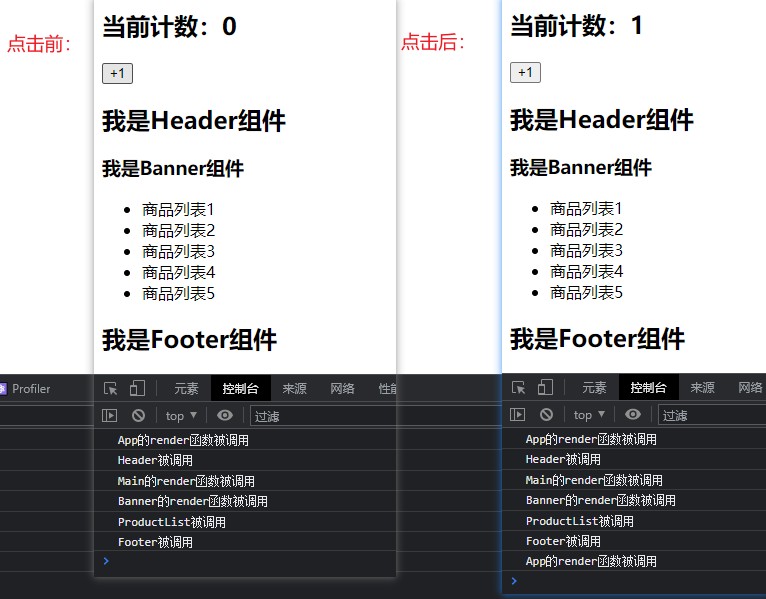 点击前：
当前计数：0
+1
我是Header组件
我是Banner组件
商品列表1
商品列表2
商品列表3
商品列表4
商品列表5
我是Footer组件
Profiler
元素 控制台 来源 网络
top ▼ 过滤
App的render函数被调用
Header被调用
Main的render函数被调用
Banner的render函数被调用
ProductList被调用
Footer被调用
点击后：
当前计数：1
+1
我是Header组件
我是Banner组件
商品列表1
商品列表2
商品列表3
商品列表4
商品列表5
我是Footer组件
元素 控制台 来源 网络
top ▼ 过滤
App的render函数被调用
Header被调用
Main的render函数被调用
Banner的render函数被调用
ProductList被调用
Footer被调用
App的render函数被调用